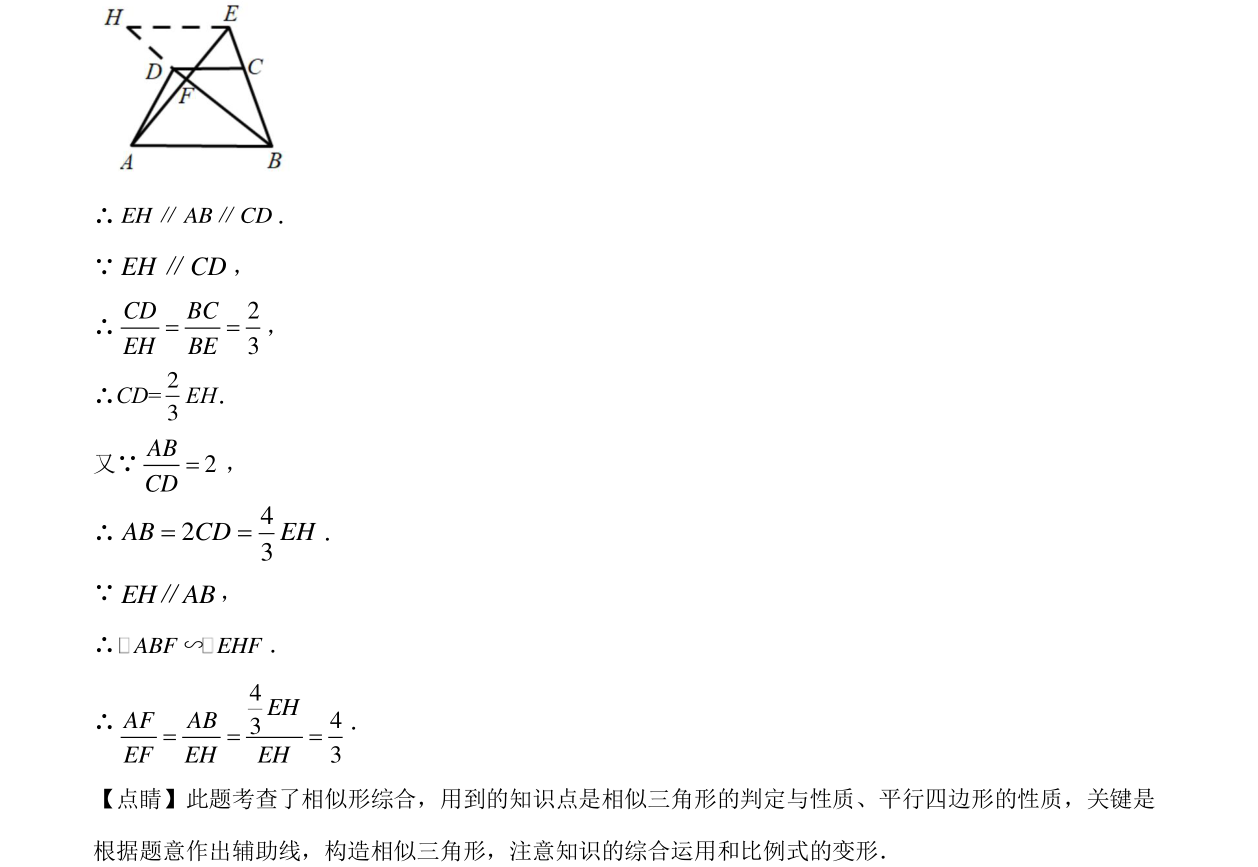 H E
D C
F
A B
∴ EH // AB // CD .
∵ EH // CD ，
∴ CD/EH = BC/BE = 2/3 ，
∴CD= 2/3 EH.
又∵ AB/CD = 2 ，
∴ AB = 2CD = 4/3 EH ．
∵ EH // AB ，
∴ □ ABF ∽ □ EHF ．
∴ AF/EF = AB/EH = (4/3 EH)/EH = 4/3 ．
【点睛】此题考查了相似形综合，用到的知识点是相似三角形的判定与性质、平行四边形的性质，关键是
根据题意作出辅助线，构造相似三角形，注意知识的综合运用和比例式的变形．